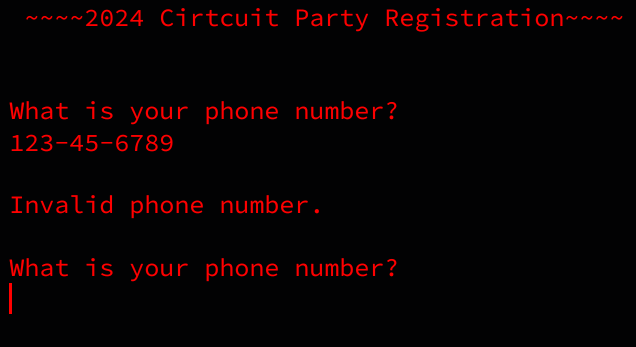 ~~~~2024 Cirtcuit Party Registration~~~~
What is your phone number?
123-45-6789
Invalid phone number.
What is your phone number?